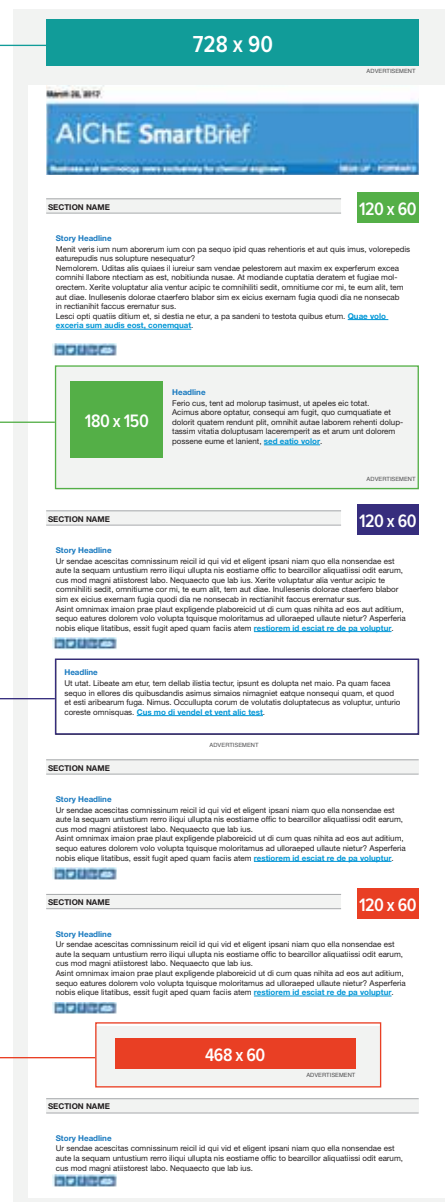 728 x 90
ADVERTISEMENT
March 26, 2017
AIChE SmartBrief
Business and technology news exclusively for chemical engineers SIGN UP · FORWARD
SECTION NAME
120 x 60
Story Headline
Menit veris ium num aborerum ium con pa sequo ipid quas rehentioris et aut quis imus, volorepedis
eaturepudis nus solupture nesequatur?
Nemolorem. Uditas alis quiaes il iureiur sam vendae pelestorem aut maxim ex experferum excea
comnihi llabore ntectiam as est, nobitiunda nusae. At modiande cuptatia deratem et fugiae mol-
orectem. Xerite voluptatur alia ventur acipic te comnihiliti sedit, omnitiume cor mi, te eum alit, tem
aut diae. Inullesenis dolorae ctaerfero blabor sim ex eicius exernam fugia quodi dia ne nonsecab
in rectianihit faccus erernatur sus.
Lesci opti quatiis ditium et, si destia ne etur, a pa sandeni to testota quibus etum. Quae volo
exceria sum audis eost, conemquat.
180 x 150
Headline
Ferio cus, tent ad molorup tasimust, ut apeles eic totat.
Acimus abore optatur, consequi am fugit, quo cumquatiate et
dolorit quatem rendunt plit, omnihit autae laborem rehenti dolup-
tassim vitatia doluptusam laceremperit as et arum unt dolorem
possene eume et lanient, sed eatio volor.
ADVERTISEMENT
SECTION NAME
120 x 60
Story Headline
Ur sendae acescitas comnissinum reicil id qui vid et eligent ipsani niam quo ella nonsendae est
aute la sequam untustium rerro iliqui ullupta nis eostiame offic to bearcillor aliquatiissi odit earum,
cus mod magni atiistorest labo. Nequaecto que lab ius. Xerite voluptatur alia ventur acipic te
comnihiliti sedit, omnitiume cor mi, te eum alit, tem aut diae. Inullesenis dolorae ctaerfero blabor
sim ex eicius exernam fugia quodi dia ne nonsecab in rectianihit faccus erernatur sus.
Asint omnimax imaion prae plaut expligende plaboreicid ut di cum quas nihita ad eos aut aditium,
sequo eatures dolorem volo volupta tquisque moloritamus ad ulloraeped ullaute nietur? Asperferia
nobis elique litatibus, essit fugit aped quam faciis atem restiorem id esciat re de pa voluptur.
Headline
Ut utat. Libeate am etur, tem dellab ilistia tectur, ipsunt es dolupta net maio. Pa quam facea
sequo in ellores dis quibusdandis asimus simaios nimagniet eatque nonsequi quam, et quod
et esti aribearum fuga. Nimus. Occullupta corum de volutatis doluptatecus as voluptur, unturio
coreste omnisquas. Cus mo di vendel et vent alic test.
ADVERTISEMENT
SECTION NAME
Story Headline
Ur sendae acescitas comnissinum reicil id qui vid et eligent ipsani niam quo ella nonsendae est
aute la sequam untustium rerro iliqui ullupta nis eostiame offic to bearcillor aliquatiissi odit earum,
cus mod magni atiistorest labo. Nequaecto que lab ius.
Asint omnimax imaion prae plaut expligende plaboreicid ut di cum quas nihita ad eos aut aditium,
sequo eatures dolorem volo volupta tquisque moloritamus ad ulloraeped ullaute nietur? Asperferia
nobis elique litatibus, essit fugit aped quam faciis atem restiorem id esciat re de pa voluptur.
SECTION NAME
120 x 60
Story Headline
Ur sendae acescitas comnissinum reicil id qui vid et eligent ipsani niam quo ella nonsendae est
aute la sequam untustium rerro iliqui ullupta nis eostiame offic to bearcillor aliquatiissi odit earum,
cus mod magni atiistorest labo. Nequaecto que lab ius.
Asint omnimax imaion prae plaut expligende plaboreicid ut di cum quas nihita ad eos aut aditium,
sequo eatures dolorem volo volupta tquisque moloritamus ad ulloraeped ullaute nietur? Asperferia
nobis elique litatibus, essit fugit aped quam faciis atem restiorem id esciat re de pa voluptur.
468 x 60
ADVERTISEMENT
SECTION NAME
Story Headline
Ur sendae acescitas comnissinum reicil id qui vid et eligent ipsani niam quo ella nonsendae est
aute la sequam untustium rerro iliqui ullupta nis eostiame offic to bearcillor aliquatiissi odit earum,
cus mod magni atiistorest labo. Nequaecto que lab ius.